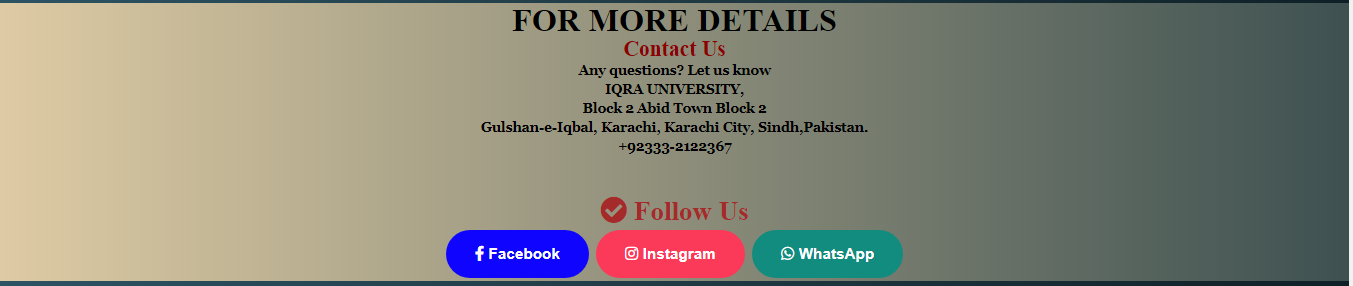 FOR MORE DETAILS
Contact Us
Any questions? Let us know
IQRA UNIVERSITY,
Block 2 Abid Town Block 2
Gulshan-e-Iqbal, Karachi, Karachi City, Sindh,Pakistan.
+92333-2122367
Follow Us
Facebook Instagram WhatsApp